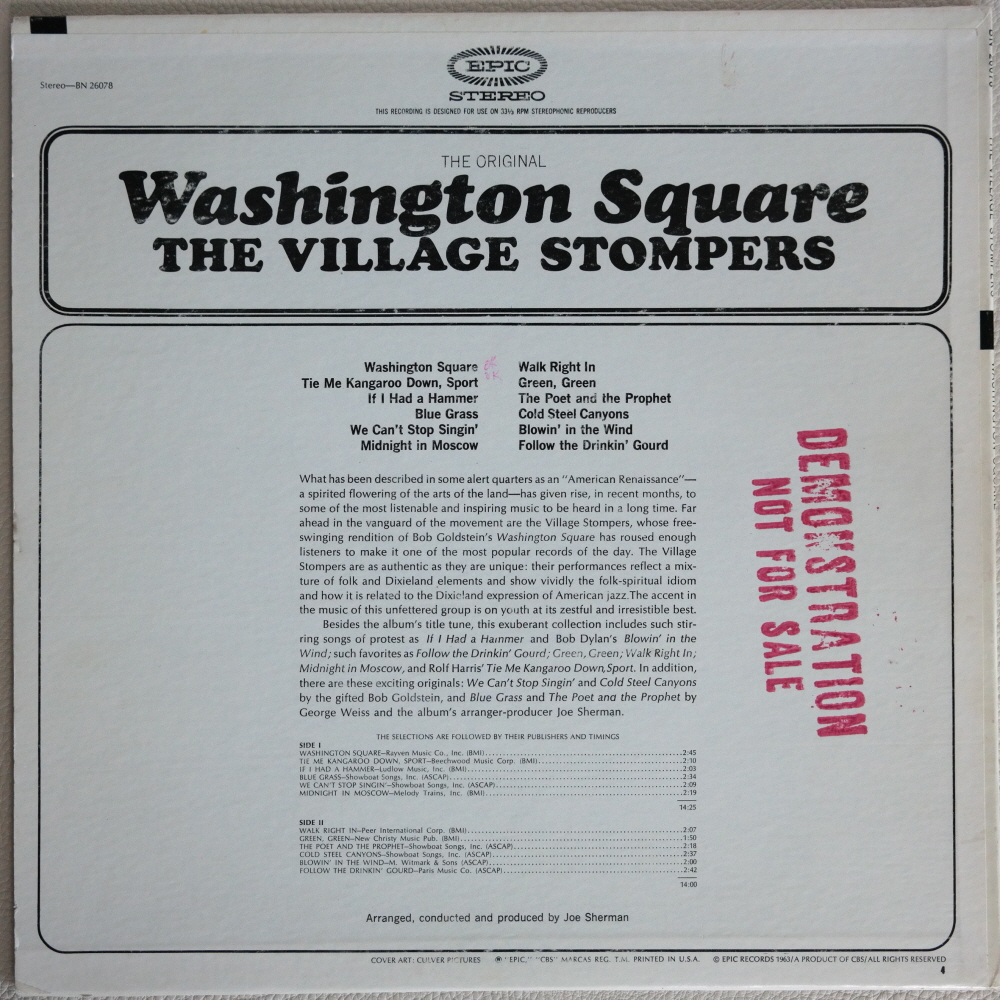 Stereo—BN 26078
EPIC
STEREO
THIS RECORDING IS DESIGNED FOR USE ON 33⅓ RPM STEREOPHONIC REPRODUCERS
THE ORIGINAL
Washington Square
THE VILLAGE STOMPERS
Washington Square
Tie Me Kangaroo Down, Sport
If I Had a Hammer
Blue Grass
We Can't Stop Singin'
Midnight in Moscow
Walk Right In
Green, Green
The Poet and the Prophet
Cold Steel Canyons
Blowin' in the Wind
Follow the Drinkin' Gourd
What has been described in some alert quarters as an "American Renaissance"—
a spirited flowering of the arts of the land—has given rise, in recent months, to
some of the most listenable and inspiring music to be heard in a long time. Far
ahead in the vanguard of the movement are the Village Stompers, whose free-
swinging rendition of Bob Goldstein's Washington Square has roused enough
listeners to make it one of the most popular records of the day. The Village
Stompers are as authentic as they are unique: their performances reflect a mix-
ture of folk and Dixieland elements and show vividly the folk-spiritual idiom
and how it is related to the Dixieland expression of American jazz. The accent in
the music of this unfettered group is on youth at its zestful and irresistible best.
Besides the album's title tune, this exuberant collection includes such stir-
ring songs of protest as If I Had a Hammer and Bob Dylan's Blowin' in the
Wind; such favorites as Follow the Drinkin' Gourd; Green, Green; Walk Right In;
Midnight in Moscow, and Rolf Harris' Tie Me Kangaroo Down, Sport. In addition,
there are these exciting originals: We Can't Stop Singin' and Cold Steel Canyons
by the gifted Bob Goldstein, and Blue Grass and The Poet and the Prophet by
George Weiss and the album's arranger-producer Joe Sherman.
THE SELECTIONS ARE FOLLOWED BY THEIR PUBLISHERS AND TIMINGS
SIDE I
WASHINGTON SQUARE—Rayven Music Co., Inc. (BMI) 2:45
TIE ME KANGAROO DOWN, SPORT—Beechwood Music Corp. (BMI) 2:10
IF I HAD A HAMMER—Ludlow Music, Inc. (BMI) 2:03
BLUE GRASS—Showboat Songs, Inc. (ASCAP) 2:34
WE CAN'T STOP SINGIN'—Showboat Songs, Inc. (ASCAP) 2:09
MIDNIGHT IN MOSCOW—Melody Trains, Inc. (BMI) 2:19
14:25
SIDE II
WALK RIGHT IN—Peer International Corp. (BMI) 2:07
GREEN, GREEN—New Christy Music Pub. (BMI) 1:50
THE POET AND THE PROPHET—Showboat Songs, Inc. (ASCAP) 2:18
COLD STEEL CANYONS—Showboat Songs, Inc. (ASCAP) 2:37
BLOWIN' IN THE WIND—M. Witmark & Sons (ASCAP) 2:00
FOLLOW THE DRINKIN' GOURD—Paris Music Co. (ASCAP) 2:42
14:00
Arranged, conducted and produced by Joe Sherman
DEMONSTRATION
NOT FOR SALE
COVER ART: CULVER PICTURES ® "EPIC," "CBS" MARCAS REG. T.M. PRINTED IN U.S.A. © EPIC RECORDS 1963/A PRODUCT OF CBS/ALL RIGHTS RESERVED
4